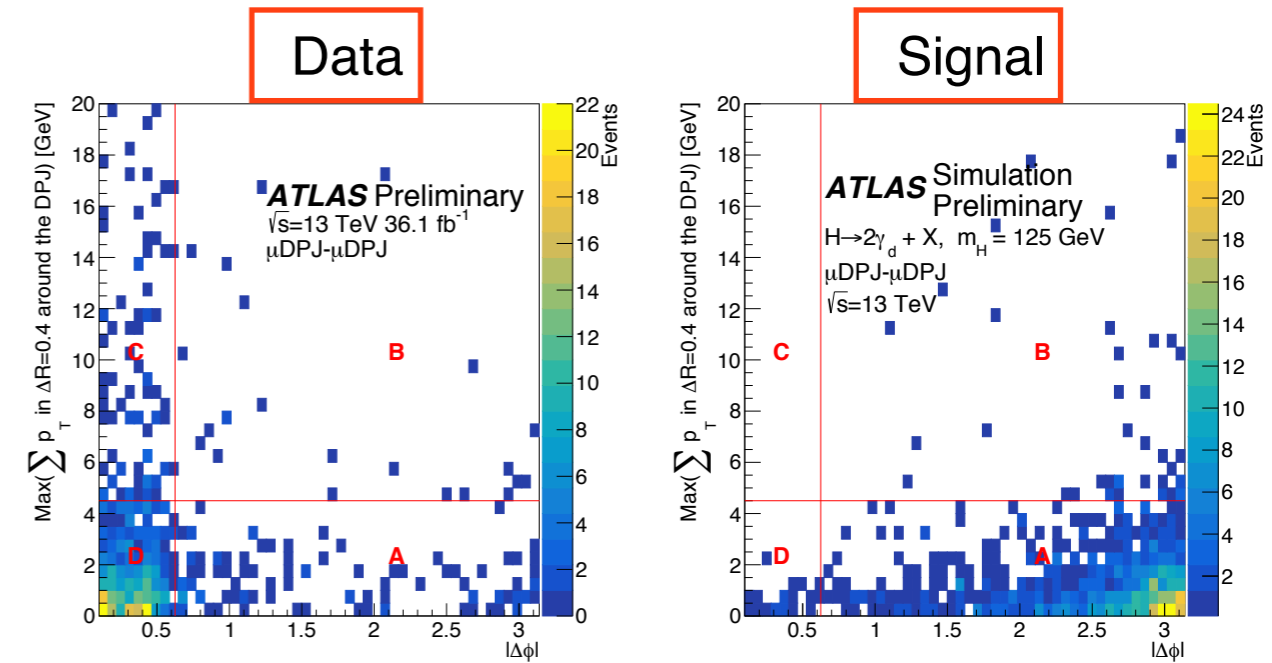 Data
Max(∑ p_T in ΔR=0.4 around the DPJ) [GeV]
20
18
16
14
12
10
8
6
4
2
0
ATLAS Preliminary
√s=13 TeV 36.1 fb⁻¹
μDPJ-μDPJ
C
B
D
A
0.5
1
1.5
2
2.5
3
|Δϕ|
22
20
18
16
14
12
10
8
6
4
2
0
Events
Signal
Max(∑ p_T in ΔR=0.4 around the DPJ) [GeV]
20
18
16
14
12
10
8
6
4
2
0
ATLAS Simulation
Preliminary
H→2γ_d + X, m_H = 125 GeV
μDPJ-μDPJ
√s=13 TeV
C
B
D
A
0.5
1
1.5
2
2.5
3
|Δϕ|
24
22
20
18
16
14
12
10
8
6
4
2
Events